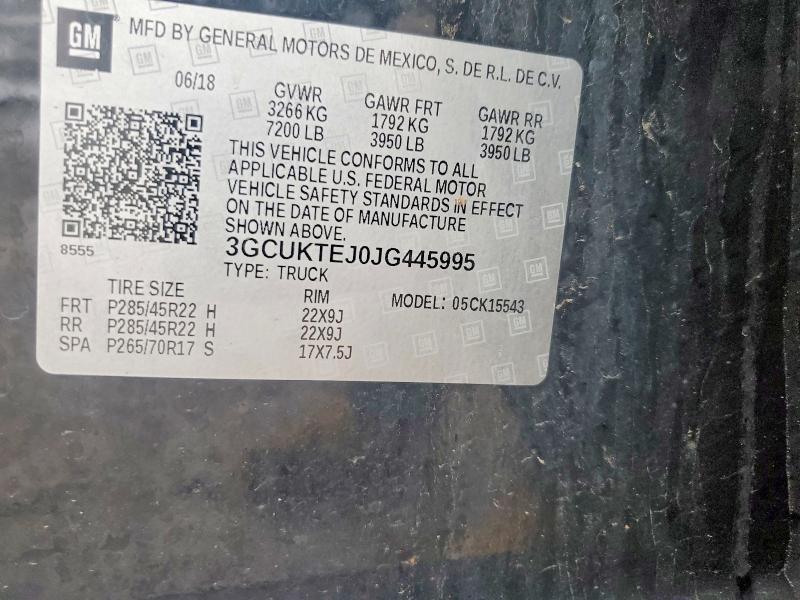 GM MFD BY GENERAL MOTORS DE MEXICO, S. DE R.L. DE C.V.
06/18 GVWR GAWR FRT GAWR RR
3266 KG 1792 KG 1792 KG
7200 LB 3950 LB 3950 LB
THIS VEHICLE CONFORMS TO ALL
APPLICABLE U.S. FEDERAL MOTOR
VEHICLE SAFETY STANDARDS IN EFFECT
ON THE DATE OF MANUFACTURE
SHOWN ABOVE.
8555 3GCUKTEJ0JG445995
TYPE: TRUCK
TIRE SIZE RIM MODEL: 05CK15543
FRT P285/45R22 H 22X9J
RR P285/45R22 H 22X9J
SPA P265/70R17 S 17X7.5J